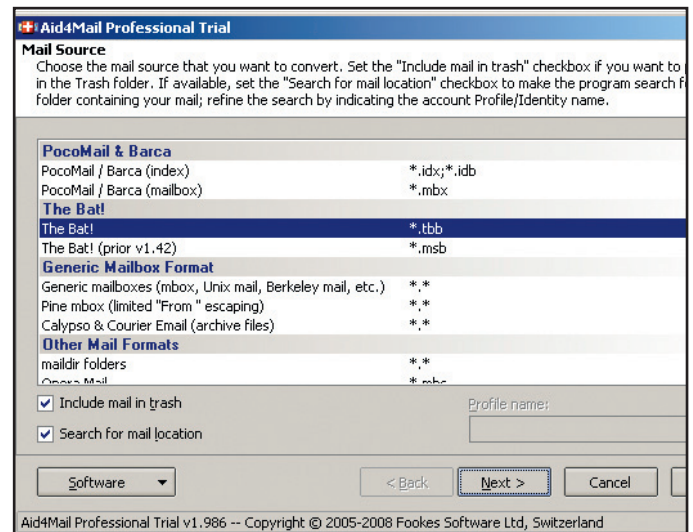 Aid4Mail Professional Trial
Mail Source
Choose the mail source that you want to convert. Set the "Include mail in trash" checkbox if you want to
in the Trash folder. If available, set the "Search for mail location" checkbox to make the program search
folder containing your mail; refine the search by indicating the account Profile/Identity name.
PocoMail & Barca
PocoMail / Barca (index) *.idx;*.idb
PocoMail / Barca (mailbox) *.mbx
The Bat!
The Bat! *.tbb
The Bat! (prior v1.42) *.msb
Generic Mailbox Format
Generic mailboxes (mbox, Unix mail, Berkeley mail, etc.) *.*
Pine mbox (limited "From " escaping) *.*
Calypso & Courier Email (archive files) *.*
Other Mail Formats
maildir folders *.*
Opera Mail *.mbs
Include mail in trash
Profile name:
Search for mail location
Software
< Back
Next >
Cancel
Aid4Mail Professional Trial v1.986 -- Copyright © 2005-2008 Fookes Software Ltd, Switzerland